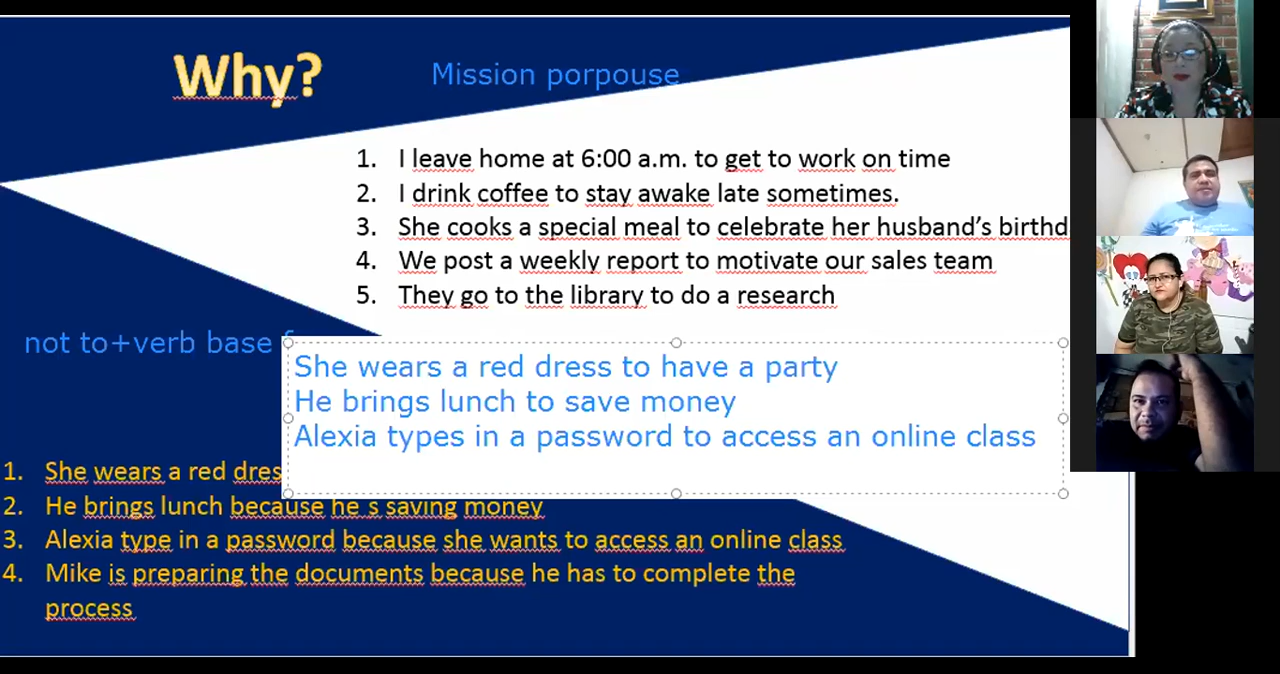 Why?
Mission porpouse
1. I leave home at 6:00 a.m. to get to work on time
2. I drink coffee to stay awake late sometimes.
3. She cooks a special meal to celebrate her husband's birthd
4. We post a weekly report to motivate our sales team
5. They go to the library to do a research
not to+verb base f
She wears a red dress to have a party
He brings lunch to save money
Alexia types in a password to access an online class
1. She wears a red dres
2. He brings lunch because he s saving money
3. Alexia type in a password because she wants to access an online class
4. Mike is preparing the documents because he has to complete the
process